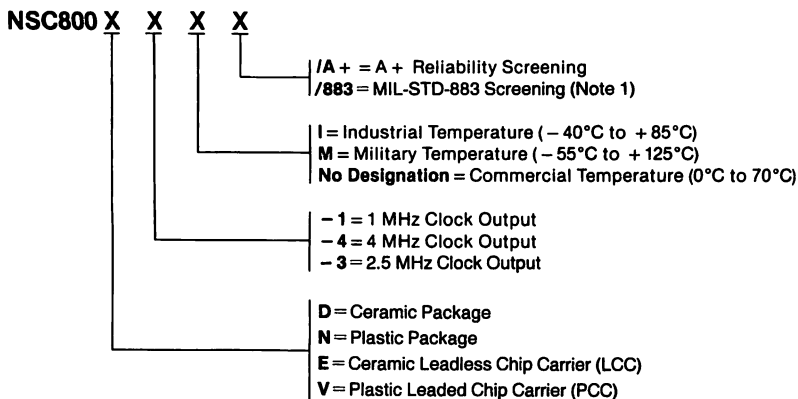 NSC800 X X X X
/A+ = A+ Reliability Screening
/883 = MIL-STD-883 Screening (Note 1)
I = Industrial Temperature (−40°C to +85°C)
M = Military Temperature (−55°C to +125°C)
No Designation = Commercial Temperature (0°C to 70°C)
−1 = 1 MHz Clock Output
−4 = 4 MHz Clock Output
−3 = 2.5 MHz Clock Output
D = Ceramic Package
N = Plastic Package
E = Ceramic Leadless Chip Carrier (LCC)
V = Plastic Leaded Chip Carrier (PCC)